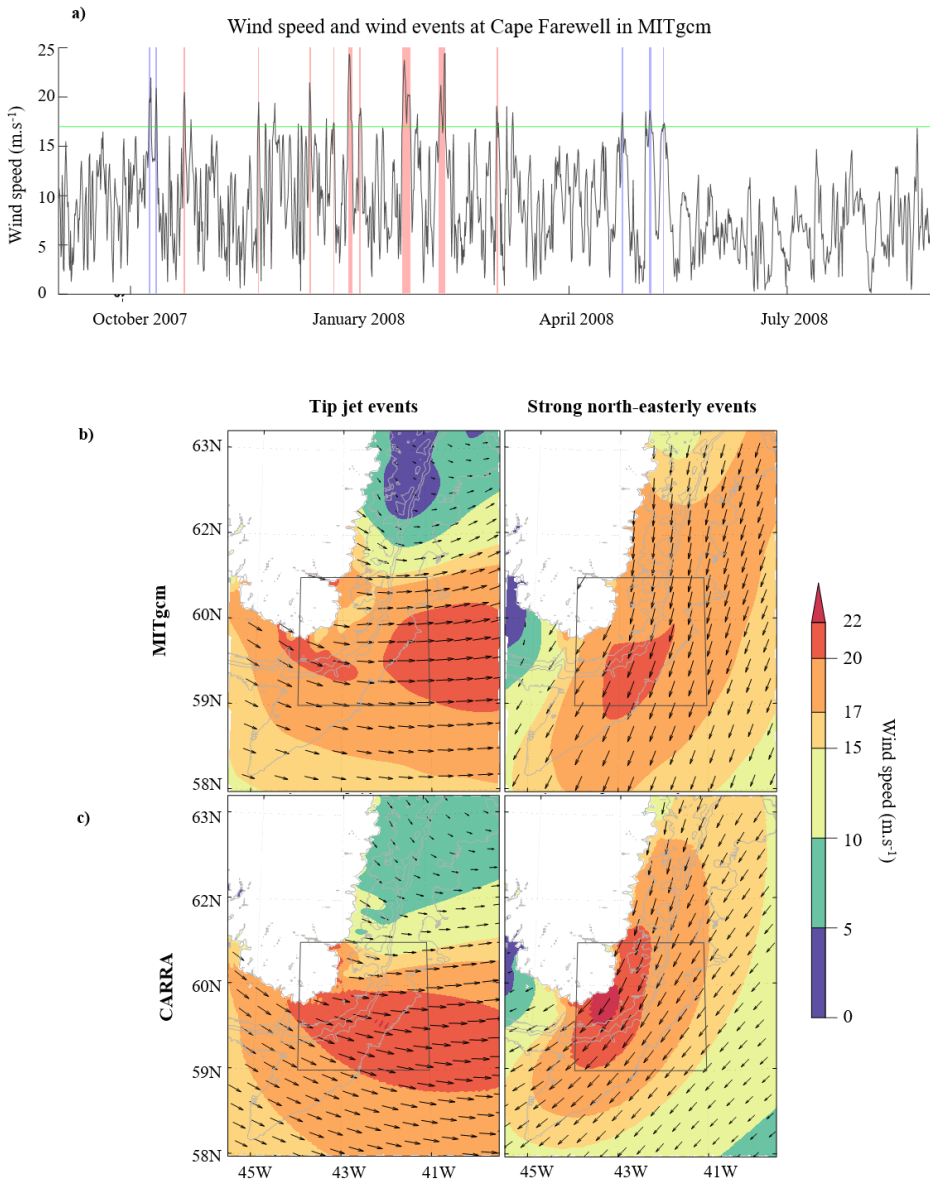 a)
Wind speed and wind events at Cape Farewell in MITgcm
Wind speed (m.s⁻¹)
25
20
15
10
5
0
October 2007
January 2008
April 2008
July 2008
Tip jet events
Strong north-easterly events
b)
MITgcm
63N
62N
60N
59N
58N
c)
CARRA
63N
62N
60N
59N
58N
45W
43W
41W
45W
43W
41W
22
20
17
15
10
5
0
Wind speed (m.s⁻¹)